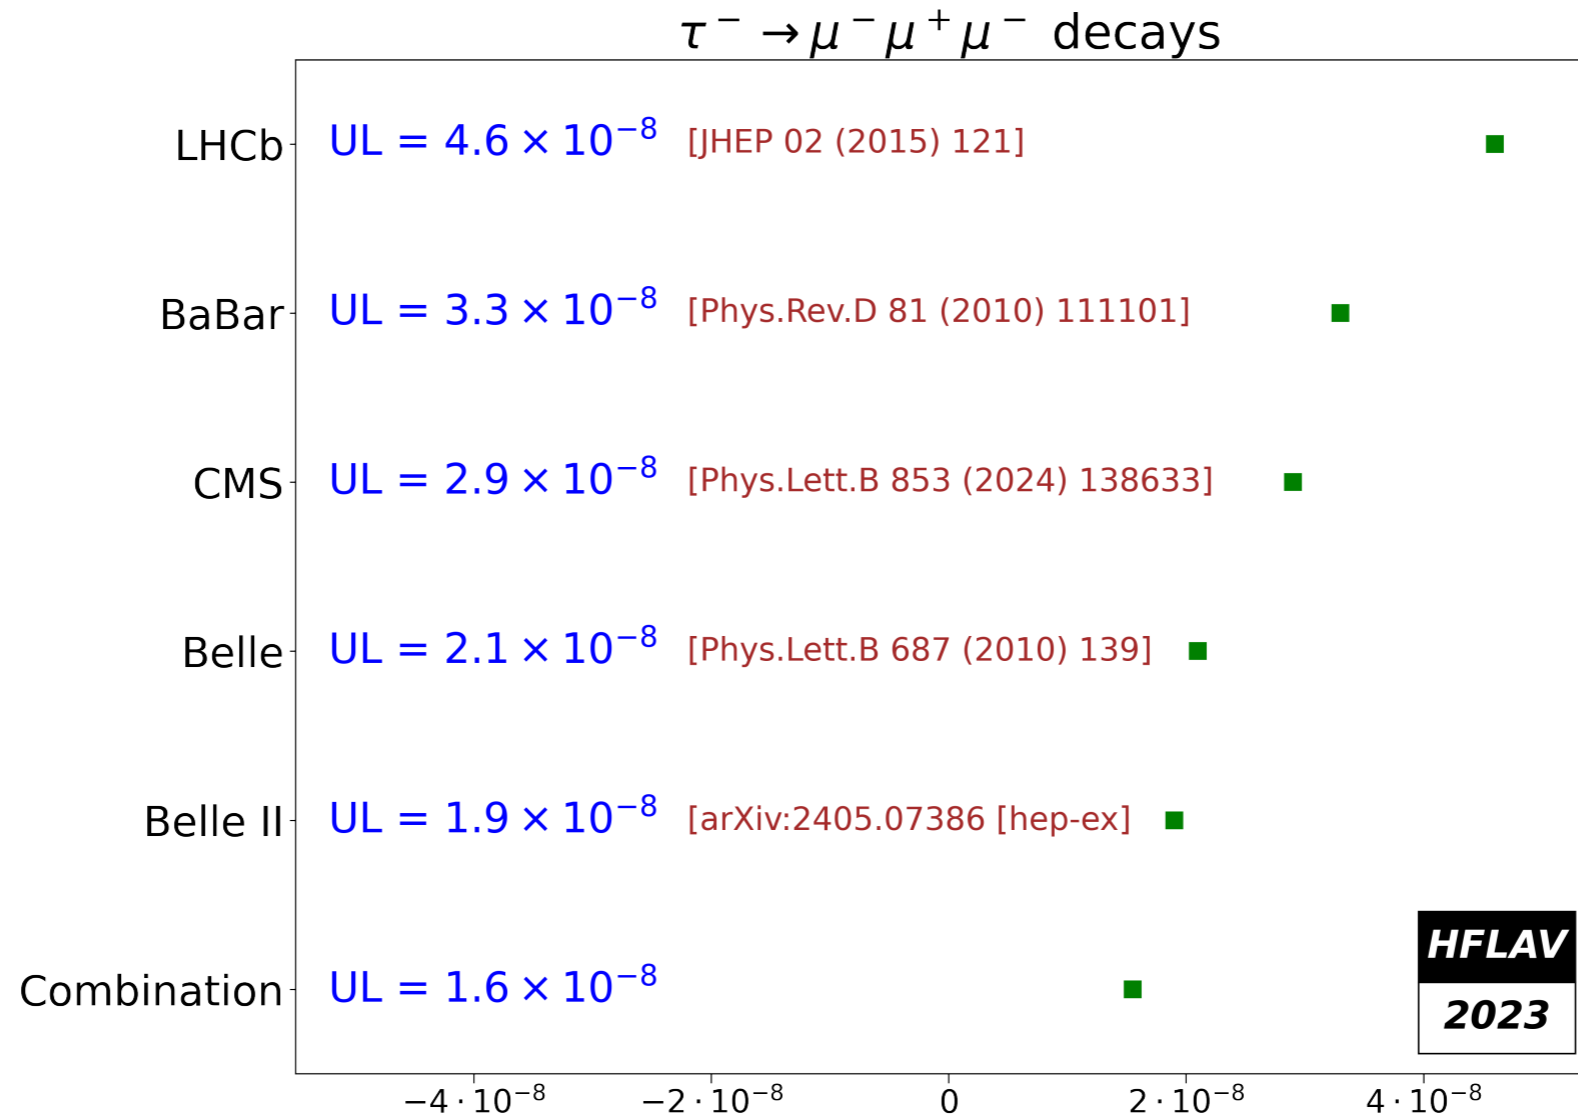 τ⁻ → μ⁻μ⁺μ⁻ decays
LHCb UL = 4.6 × 10⁻⁸ [JHEP 02 (2015) 121]
BaBar UL = 3.3 × 10⁻⁸ [Phys.Rev.D 81 (2010) 111101]
CMS UL = 2.9 × 10⁻⁸ [Phys.Lett.B 853 (2024) 138633]
Belle UL = 2.1 × 10⁻⁸ [Phys.Lett.B 687 (2010) 139]
Belle II UL = 1.9 × 10⁻⁸ [arXiv:2405.07386 [hep-ex]
Combination UL = 1.6 × 10⁻⁸
HFLAV
2023
−4·10⁻⁸ −2·10⁻⁸ 0 2·10⁻⁸ 4·10⁻⁸